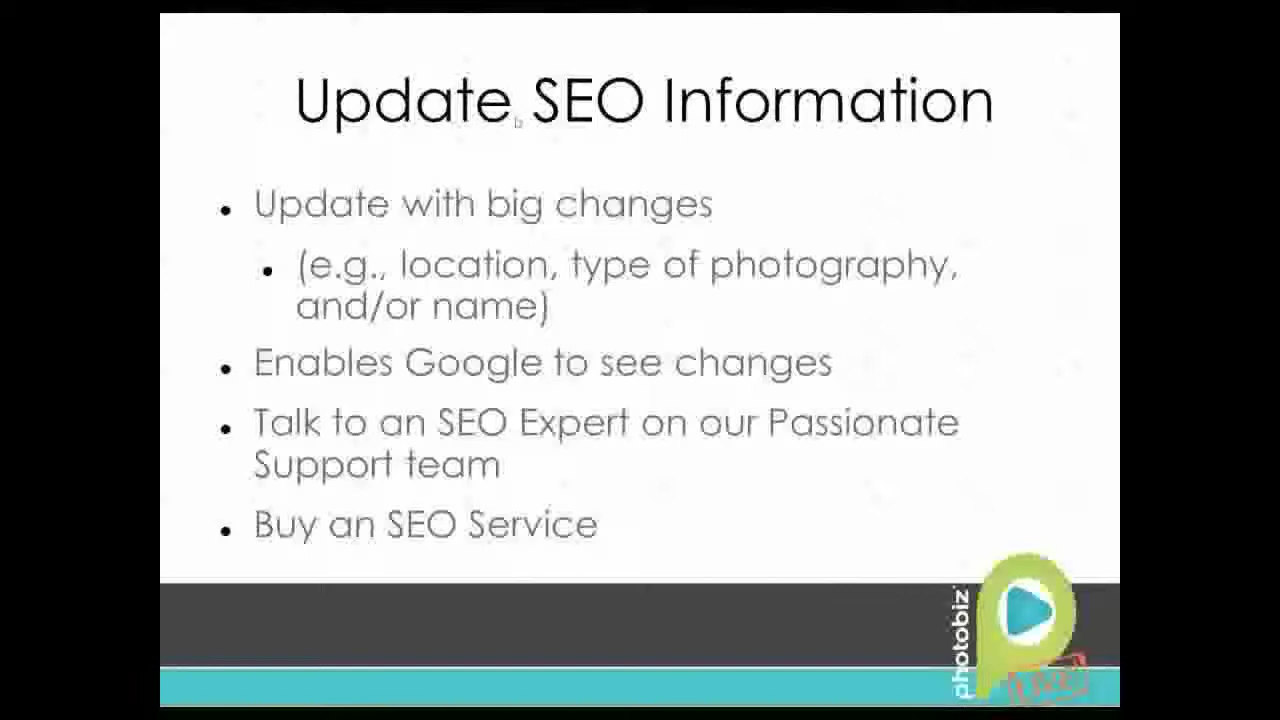 Update SEO Information
Update with big changes
(e.g., location, type of photography,
and/or name)
Enables Google to see changes
Talk to an SEO Expert on our Passionate
Support team
Buy an SEO Service
photobiz
LIVE